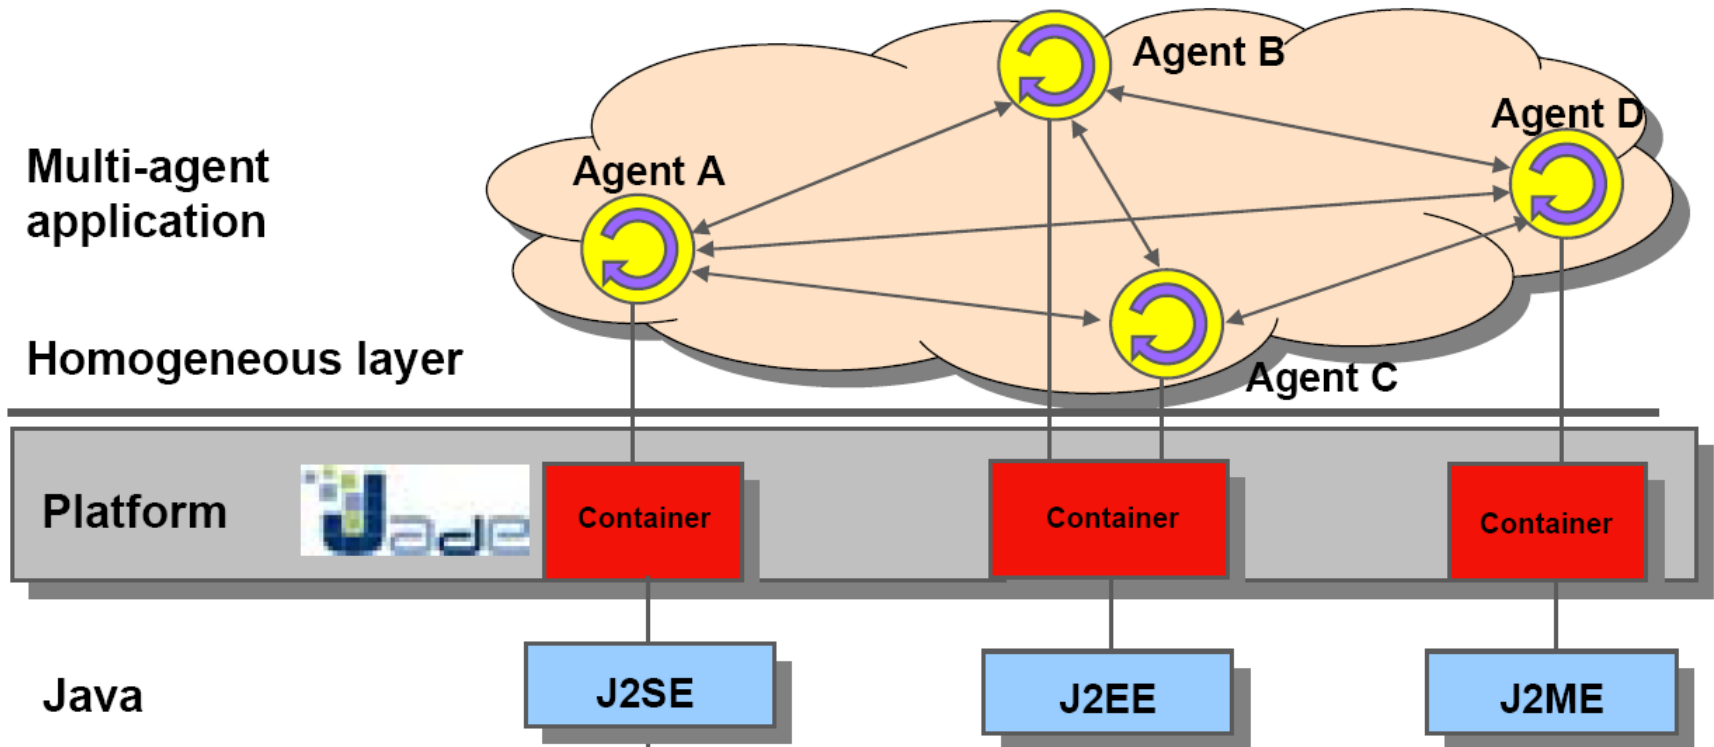 Agent B
Agent D
Multi-agent
application
Agent A
Homogeneous layer
Agent C
Platform
Jade
Container
Container
Container
Java
J2SE
J2EE
J2ME